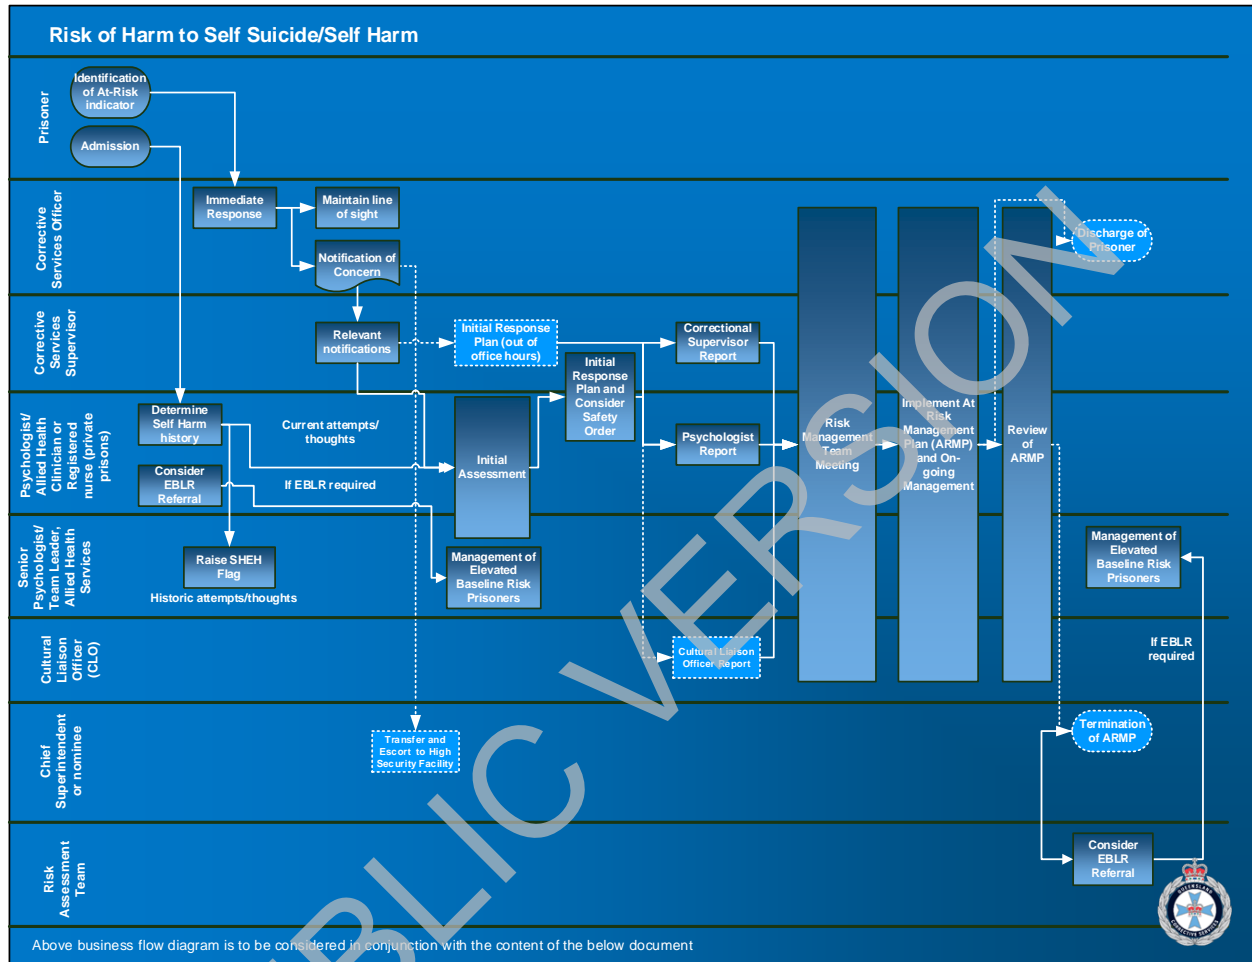 Risk of Harm to Self Suicide/Self Harm
Prisoner
Identification
of At-Risk
indicator
Admission
Corrective
Services Officer
Immediate
Response
Maintain line
of sight
Notification of
Concern
Discharge of
Prisoner
Corrective
Services
Supervisor
Relevant
notifications
Initial Response
Plan (out of
office hours)
Correctional
Supervisor
Report
Initial
Response
Plan and
Consider
Safety
Order
Psychologist/
Allied Health
Clinician or
Registered
nurse (private
prisons)
Determine
Self Harm
history
Current attempts/
thoughts
Consider
EBLR
Referral
If EBLR required
Initial
Assessment
Psychologist
Report
Risk
Management
Team
Meeting
Implement At
Risk
Management
Plan (ARMP)
and On-
going
Management
Review
of
ARMP
Senior
Psychologist/
Team Leader,
Allied Health
Services
Raise SHEH
Flag
Historic attempts/thoughts
Management of
Elevated
Baseline Risk
Prisoners
Management of
Elevated
Baseline Risk
Prisoners
Cultural
Liaison
Officer
(CLO)
Cultural Liaison
Officer Report
If EBLR
required
Chief
Superintendent
or nominee
Transfer and
Escort to High
Security Facility
Termination
of ARMP
Risk
Assessment
Team
Consider
EBLR
Referral
QUEENSLAND
CORRECTIVE SERVICES
Above business flow diagram is to be considered in conjunction with the content of the below document
PUBLIC VERSION